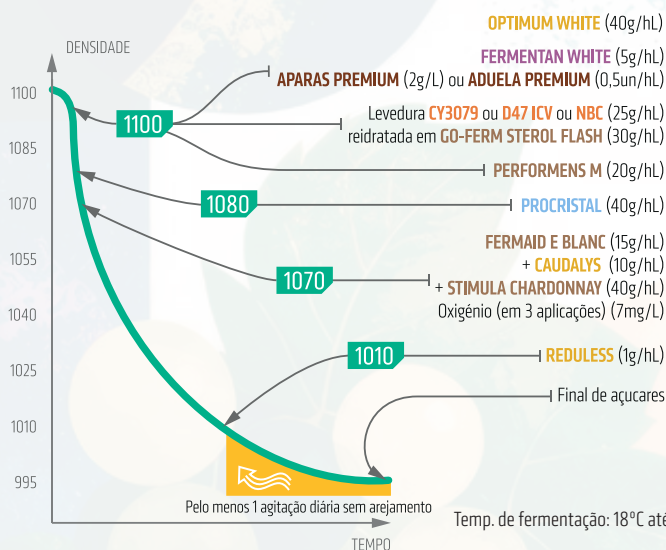 OPTIMUM WHITE (40g/hL)
DENSIDADE
FERMENTAN WHITE (5g/hL)
APARAS PREMIUM (2g/L) ou ADUELA PREMIUM (0,5un/hL)
1100
1100
Levedura CY3079 ou D47 ICV ou NBC (25g/hL)
reidratada em GO-FERM STEROL FLASH (30g/hL)
1085
PERFORMENS M (20g/hL)
1070
1080
PROCRISTAL (40g/hL)
1055
FERMAID E BLANC (15g/hL)
+ CAUDALYS (10g/hL)
1070
+ STIMULA CHARDONNAY (40g/hL)
Oxigénio (em 3 aplicações) (7mg/L)
1040
1010
REDULESS (1g/hL)
1025
Final de açucares
1010
995
Pelo menos 1 agitação diária sem arejamento
Temp. de fermentação: 18ºC até
TEMPO